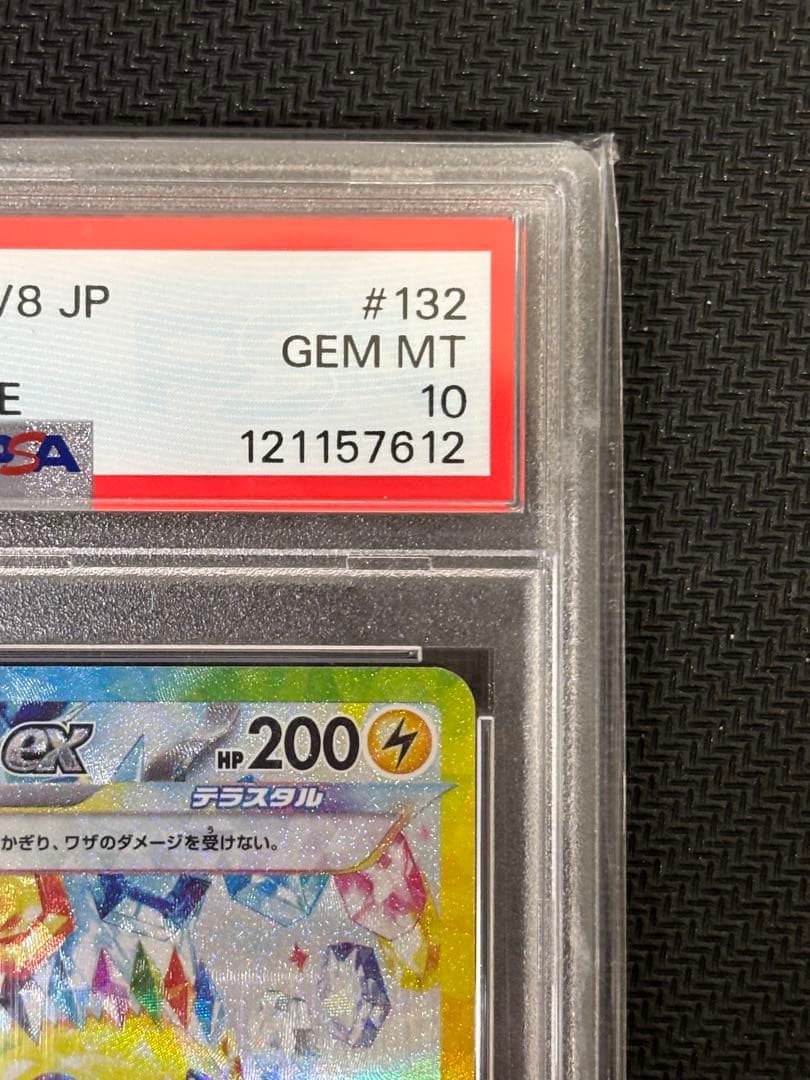 /8 JP #132
GEM MT
E 10
PSA 121157612
ex HP 200
テラスタル
かぎり、ワザのダメージを受けない。